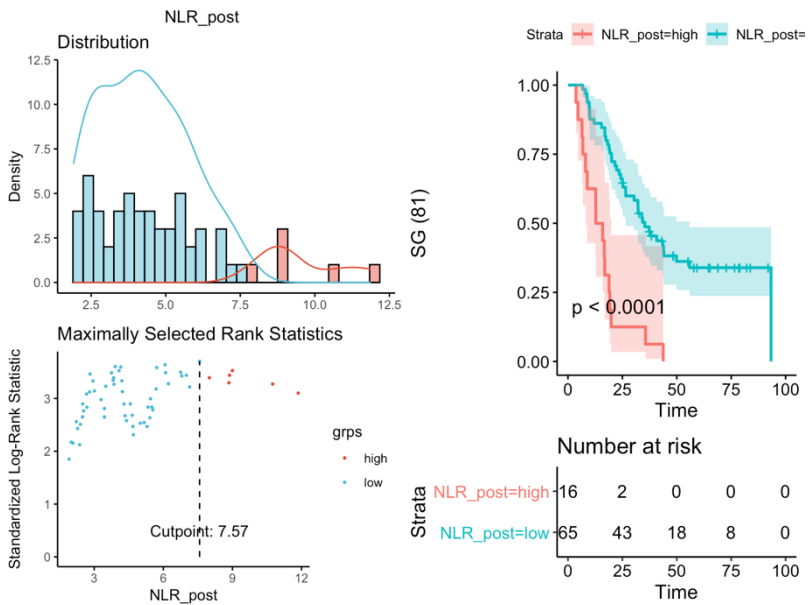 NLR_post
Distribution
12.5
10.0
7.5
5.0
2.5
0.0
Density
2.5 5.0 7.5 10.0 12.5
Maximally Selected Rank Statistics
Standardized Log-Rank Statistic
3
2
1
0
Cutpoint: 7.57
3 6 9 12
NLR_post
grps
high
low
Strata NLR_post=high NLR_post=
SG (81)
1.00
0.75
0.50
0.25
0.00
p < 0.0001
0 25 50 75 100
Time
Number at risk
Strata
NLR_post=high 16 2 0 0 0
NLR_post=low 65 43 18 8 0
0 25 50 75 100
Time